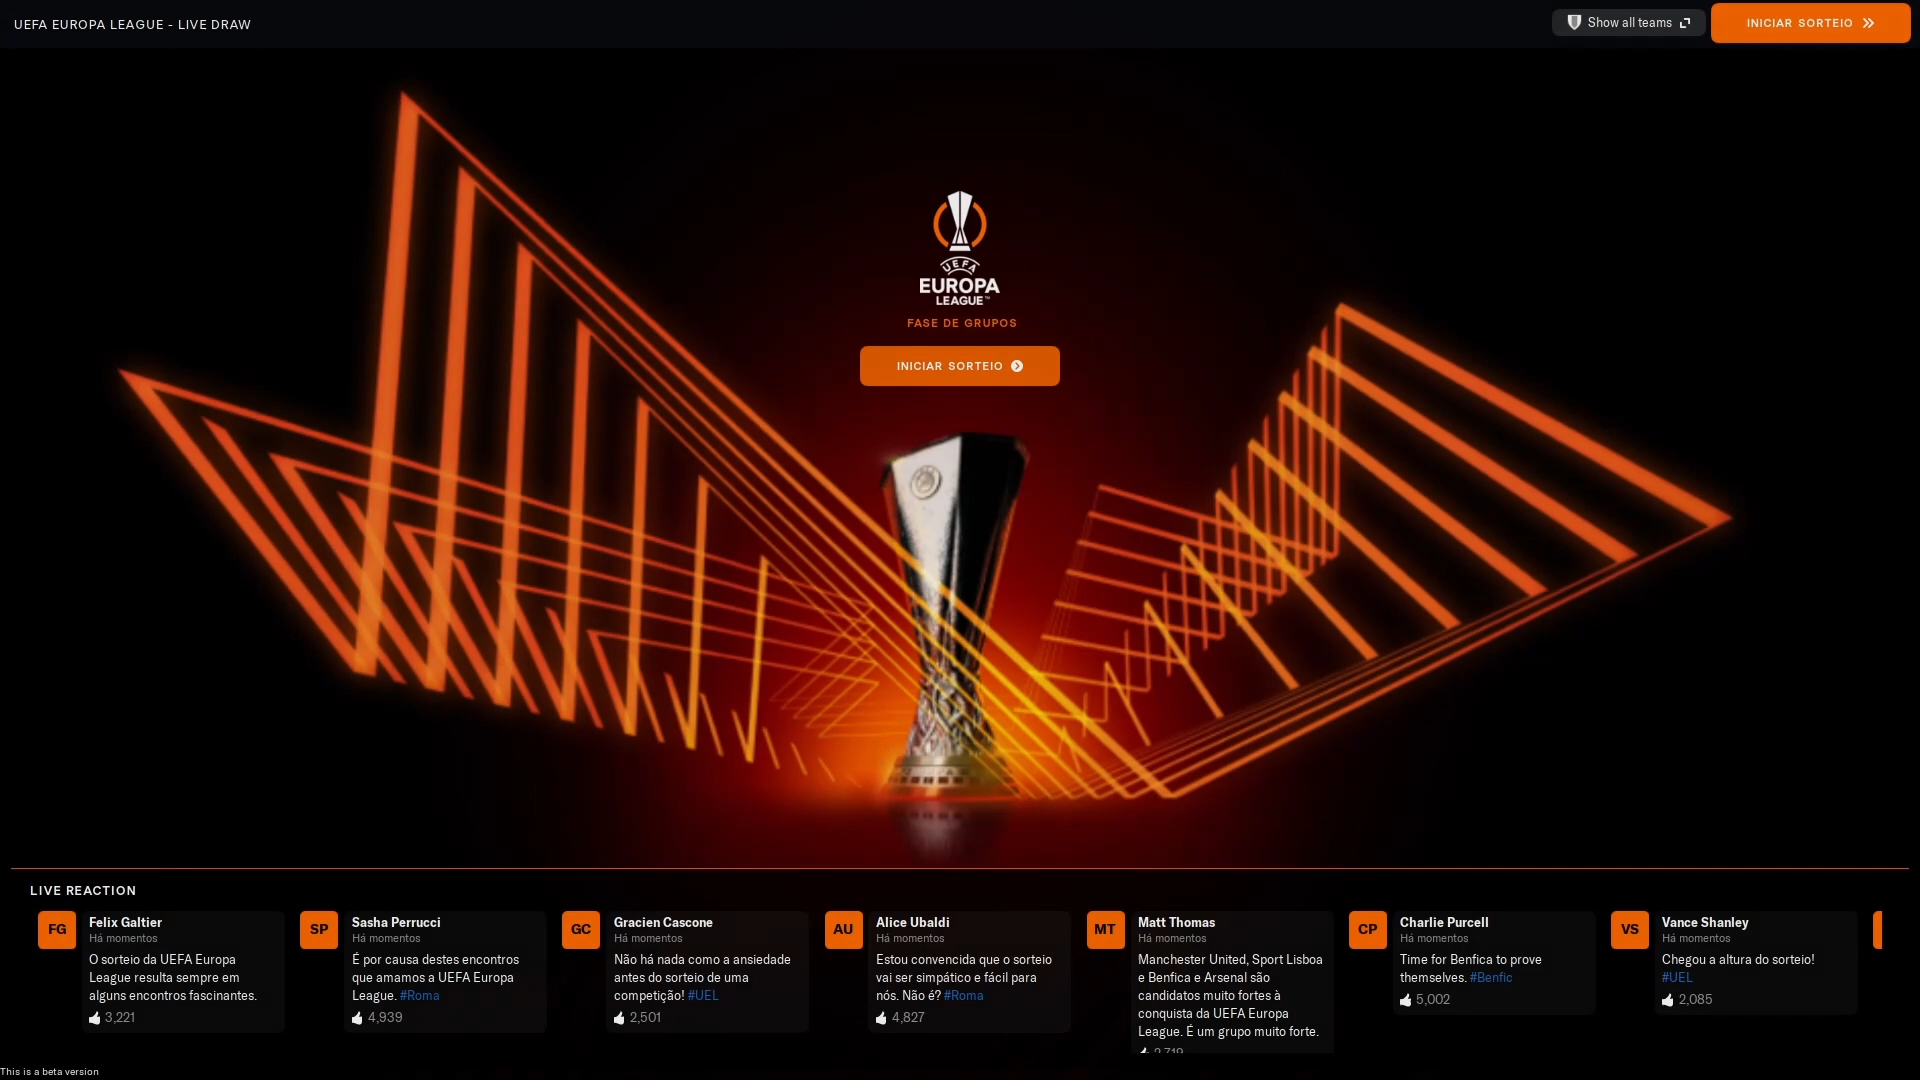 UEFA EUROPA LEAGUE - LIVE DRAW
Show all teams
INICIAR SORTEIO
UEFA
EUROPA
LEAGUE™
FASE DE GRUPOS
INICIAR SORTEIO
LIVE REACTION
FG
Felix Galtier
Há momentos
O sorteio da UEFA Europa
League resulta sempre em
alguns encontros fascinantes.
3,221
SP
Sasha Perrucci
Há momentos
É por causa destes encontros
que amamos a UEFA Europa
League. #Roma
4,939
GC
Gracien Cascone
Há momentos
Não há nada como a ansiedade
antes do sorteio de uma
competição! #UEL
2,501
AU
Alice Ubaldi
Há momentos
Estou convencida que o sorteio
vai ser simpático e fácil para
nós. Não é? #Roma
4,827
MT
Matt Thomas
Há momentos
Manchester United, Sport Lisboa
e Benfica e Arsenal são
candidatos muito fortes à
conquista da UEFA Europa
League. É um grupo muito forte.
CP
Charlie Purcell
Há momentos
Time for Benfica to prove
themselves. #Benfic
5,002
VS
Vance Shanley
Há momentos
Chegou a altura do sorteio!
#UEL
2,085
This is a beta version